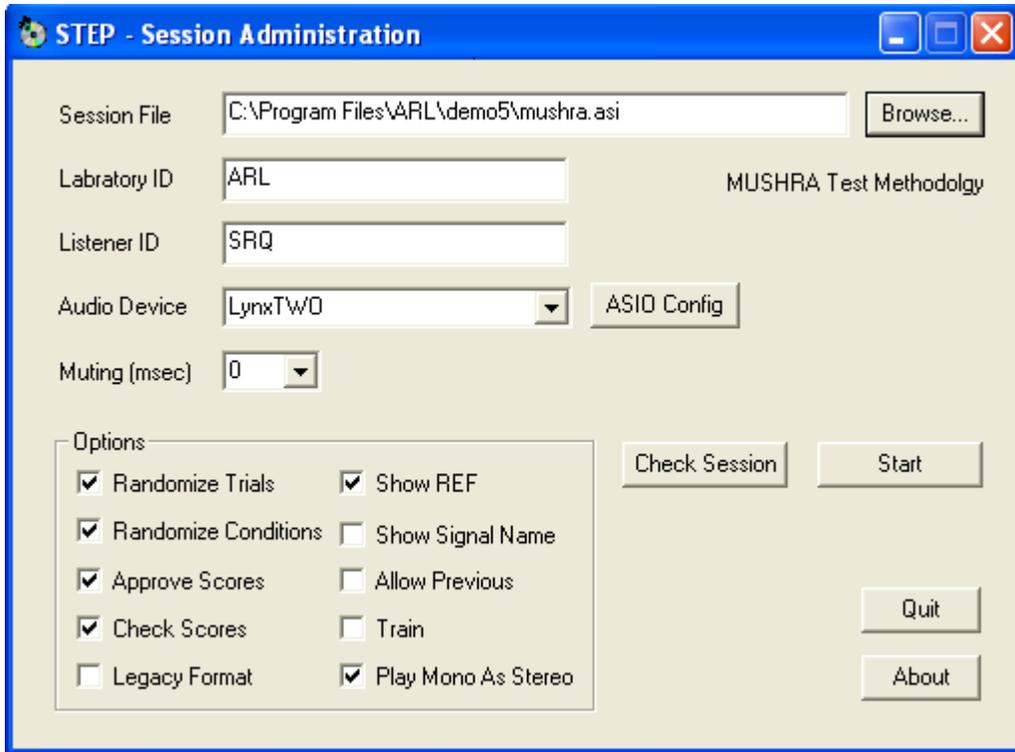 STEP - Session Administration
Session File
C:\Program Files\ARL\demo5\mushra.asi
Browse...
Labratory ID
ARL
MUSHRA Test Methodolgy
Listener ID
SRQ
Audio Device
LynxTWO
ASIO Config
Muting (msec)
0
Options
Randomize Trials
Show REF
Randomize Conditions
Show Signal Name
Approve Scores
Allow Previous
Check Scores
Train
Legacy Format
Play Mono As Stereo
Check Session
Start
Quit
About